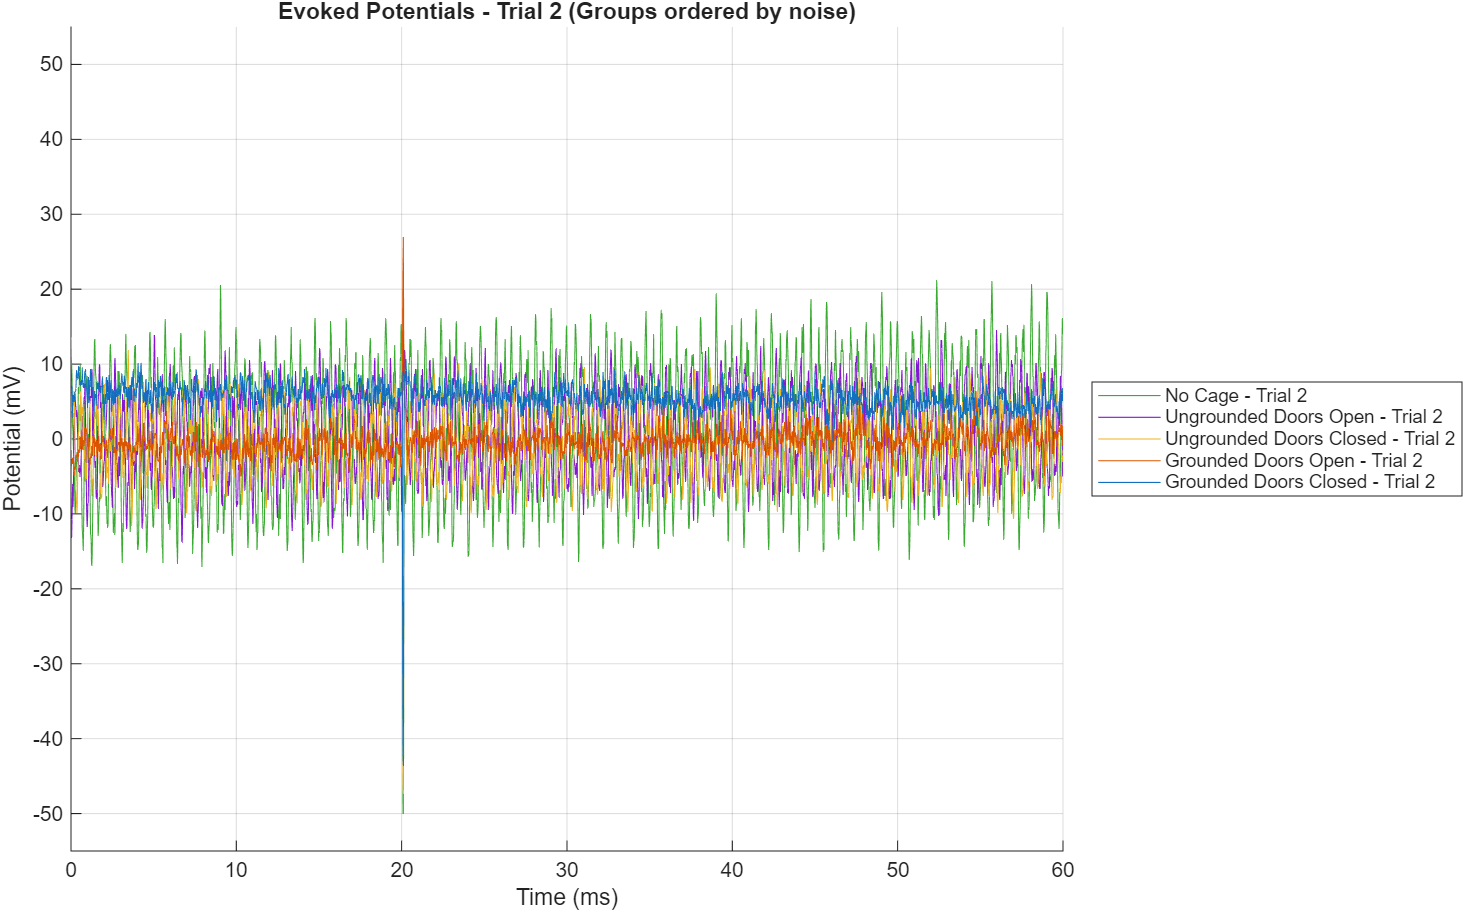 Evoked Potentials - Trial 2 (Groups ordered by noise)
50
40
30
20
10
0
-10
-20
-30
-40
-50
Potential (mV)
0 10 20 30 40 50 60
Time (ms)
No Cage - Trial 2
Ungrounded Doors Open - Trial 2
Ungrounded Doors Closed - Trial 2
Grounded Doors Open - Trial 2
Grounded Doors Closed - Trial 2